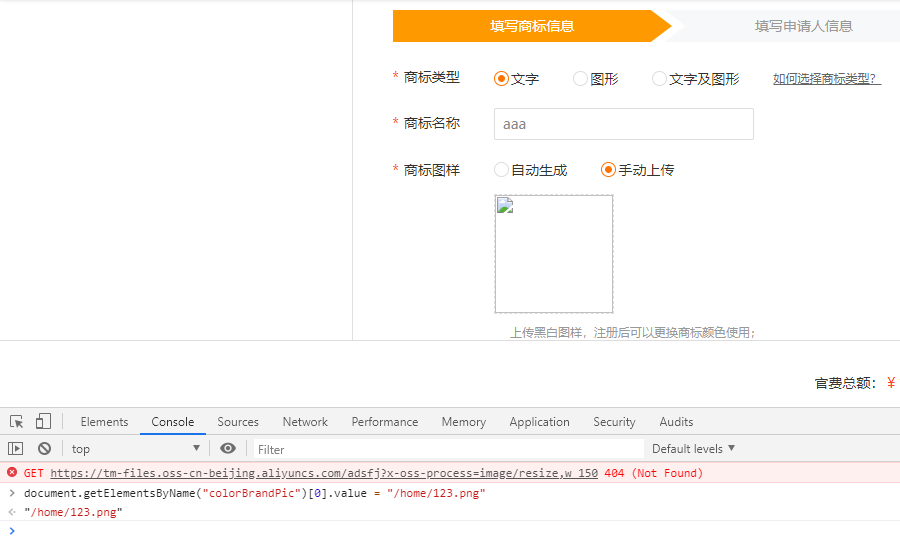 填写商标信息 填写申请人信息
* 商标类型 文字 图形 文字及图形 如何选择商标类型？
* 商标名称 aaa
* 商标图样 自动生成 手动上传
上传黑白图样，注册后可以更换商标颜色使用；
官费总额： ¥
Elements Console Sources Network Performance Memory Application Security Audits
top Filter Default levels
GET https://tm-files.oss-cn-beijing.aliyuncs.com/adsfj?x-oss-process=image/resize,w_150 404 (Not Found)
> document.getElementsByName("colorBrandPic")[0].value = "/home/123.png"
"/home/123.png"
>